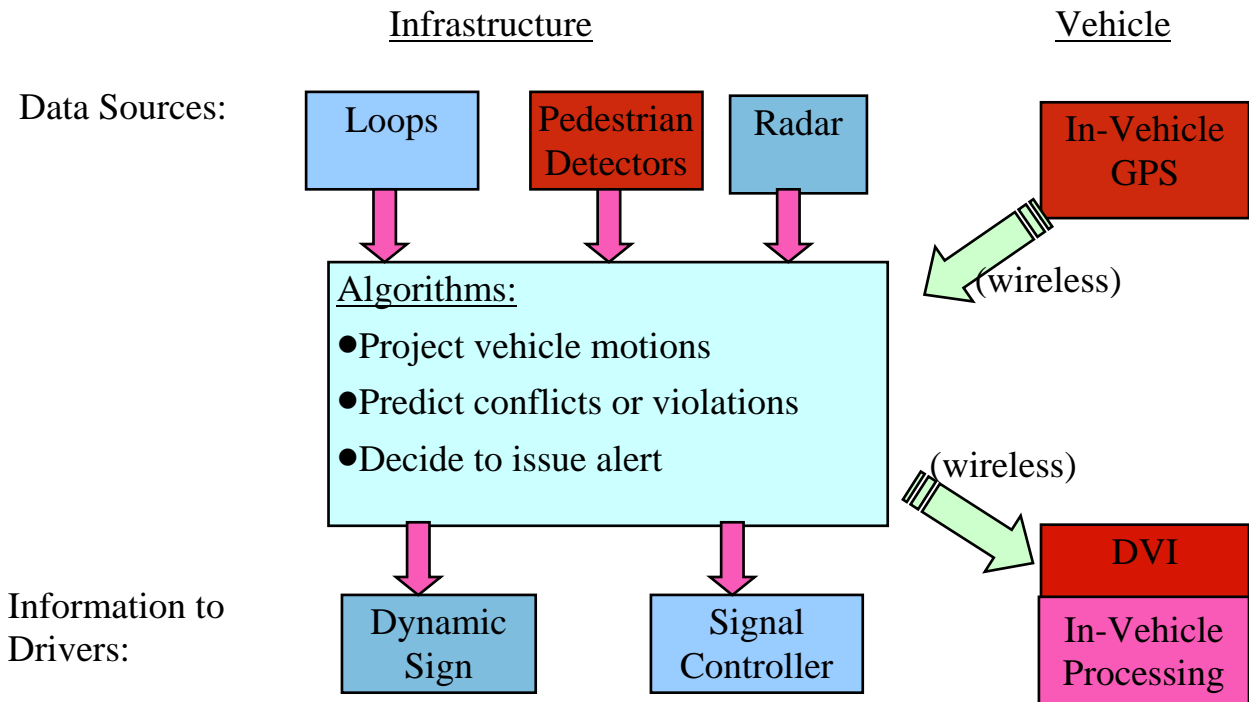 Infrastructure
Vehicle
Data Sources:
Loops
Pedestrian
Detectors
Radar
In-Vehicle
GPS
(wireless)
Algorithms:
●Project vehicle motions
●Predict conflicts or violations
●Decide to issue alert
(wireless)
Information to
Drivers:
Dynamic
Sign
Signal
Controller
DVI
In-Vehicle
Processing